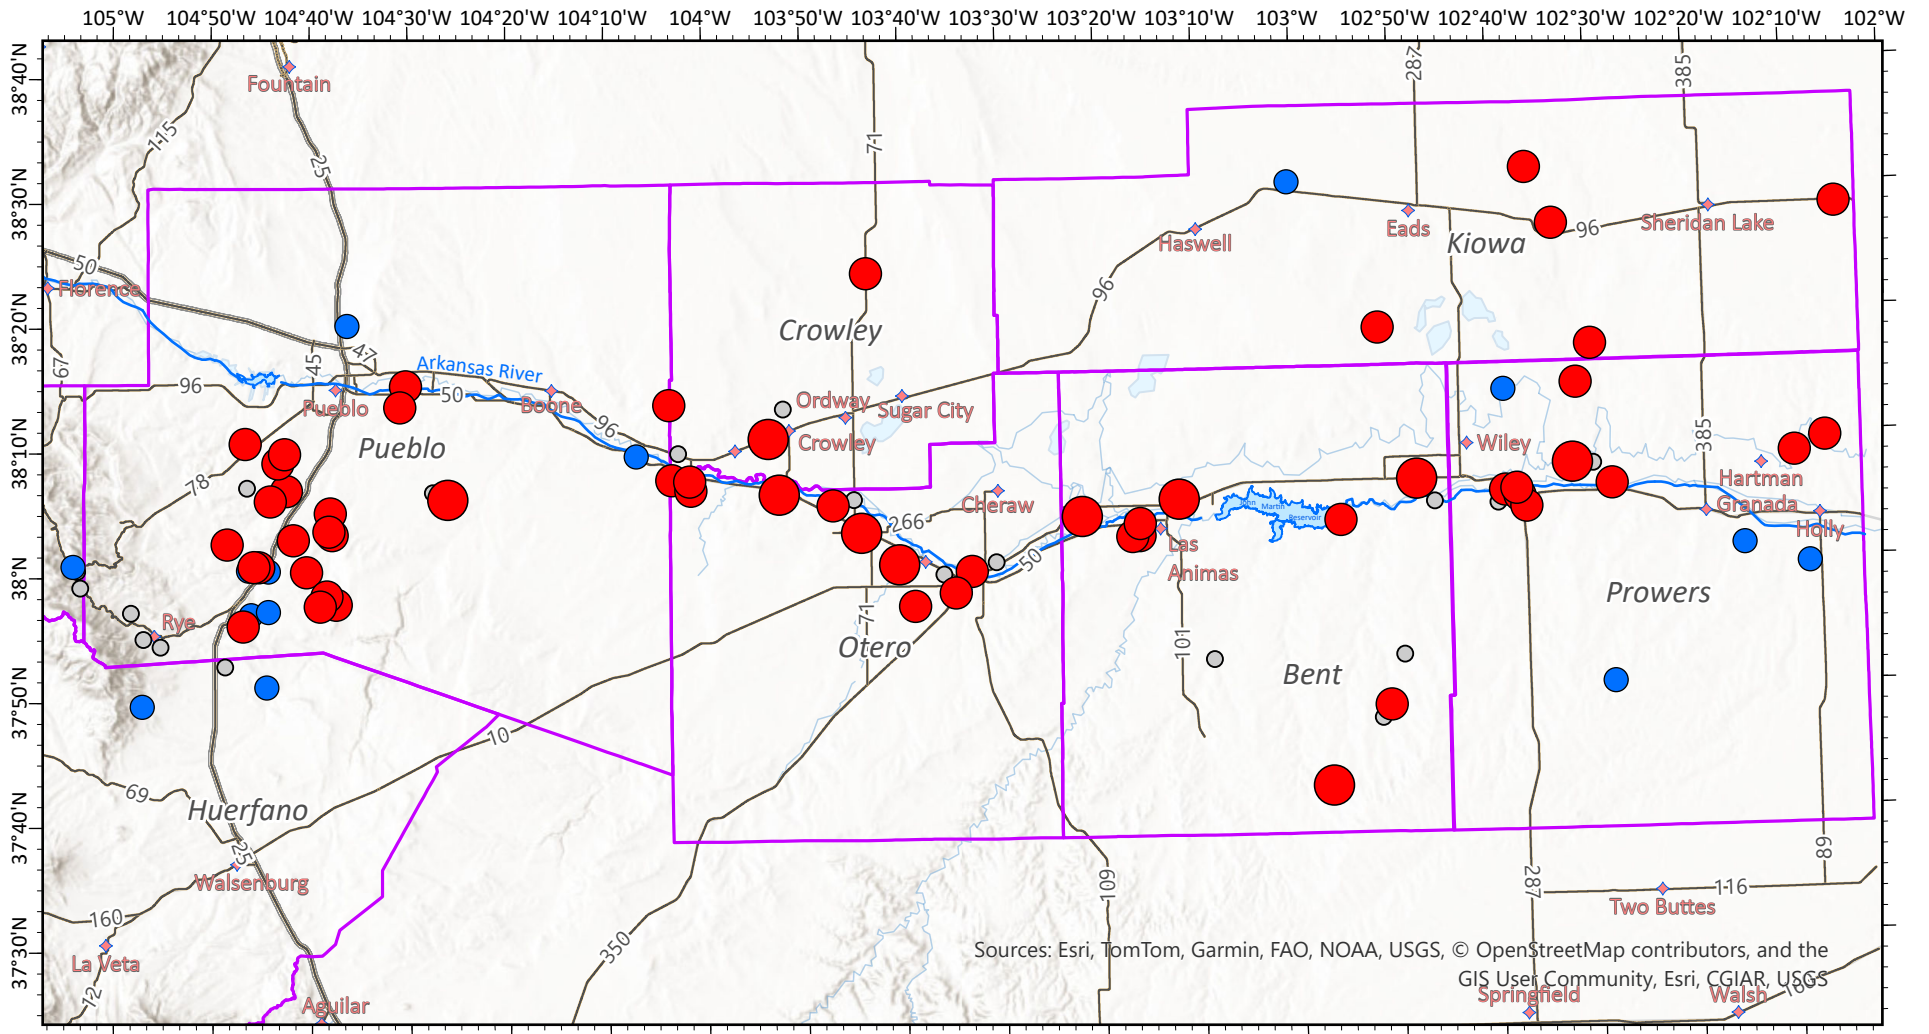 105°W 104°50'W 104°40'W 104°30'W 104°20'W 104°10'W 104°W 103°50'W 103°40'W 103°30'W 103°20'W 103°10'W 103°W 102°50'W 102°40'W 102°30'W 102°20'W 102°10'W 102°W
38°40'N
38°30'N
38°20'N
38°10'N
38°N
37°50'N
37°40'N
37°30'N
Fountain
115
25
71
287
385
Haswell
Eads
Kiowa
96
Sheridan Lake
50
Florence
96
Crowley
67
45
47
Arkansas River
96
Pueblo
50
Boone
96
Ordway
Sugar City
Crowley
Pueblo
Wiley
385
78
Cheraw
266
Hartman
Granada
Holly
John
Martin
Reservoir
Las
Animas
50
Rye
71
Otero
101
Bent
Prowers
10
69
Huerfano
25
Walsenburg
160
La Veta
12
Aguilar
350
109
287
89
116
Two Buttes
Sources: Esri, TomTom, Garmin, FAO, NOAA, USGS, © OpenStreetMap contributors, and the
GIS User Community, Esri, CGIAR, USGS
Springfield
Walsh
160